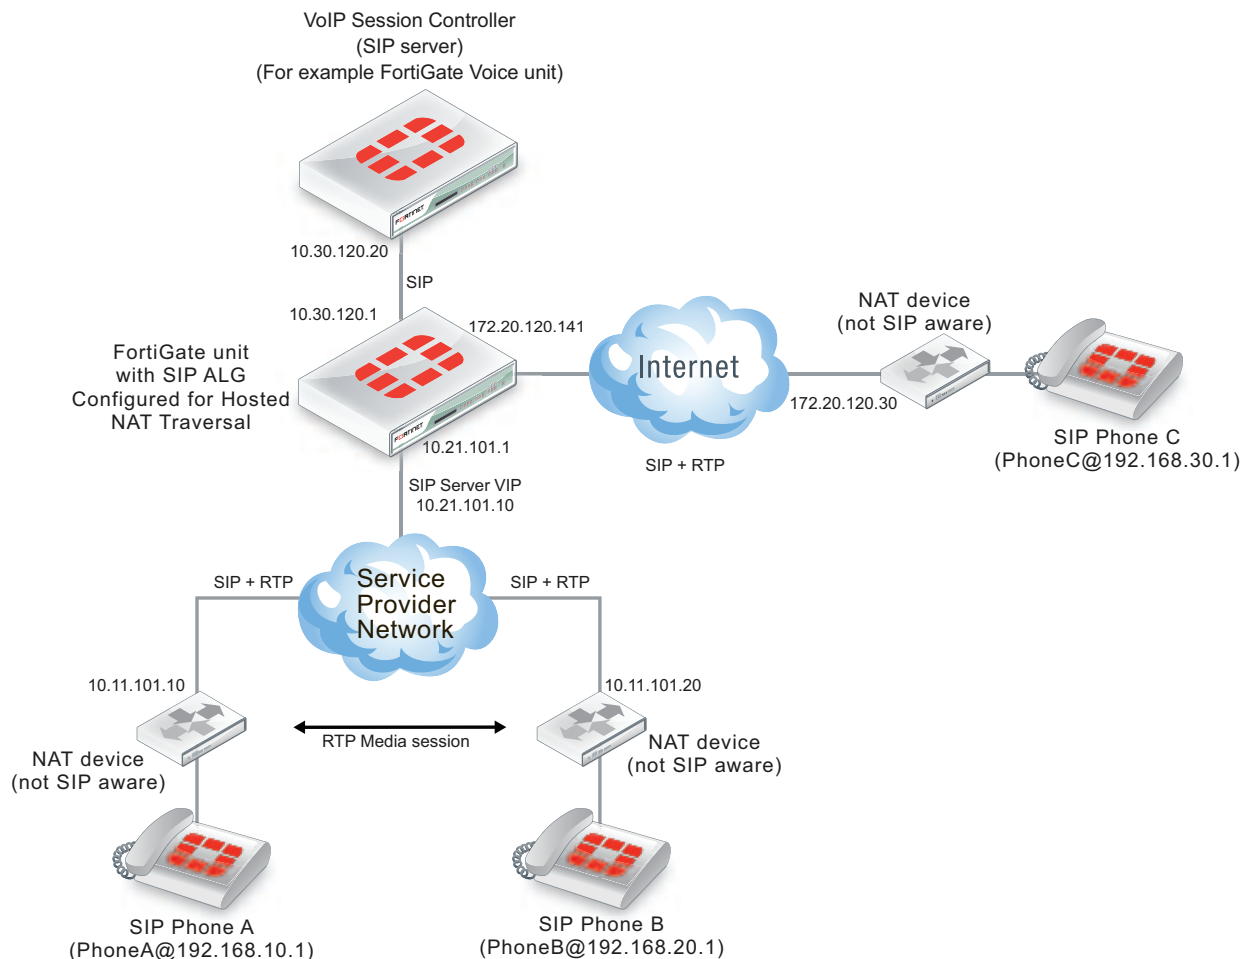 VoIP Session Controller
(SIP server)
(For example FortiGate Voice unit)
FORTINET
10.30.120.20
SIP
10.30.120.1
172.20.120.141
FortiGate unit
with SIP ALG
Configured for Hosted
NAT Traversal
FORTINET
10.21.101.1
Internet
SIP + RTP
NAT device
(not SIP aware)
172.20.120.30
SIP Phone C
(PhoneC@192.168.30.1)
SIP Server VIP
10.21.101.10
Service
Provider
Network
SIP + RTP
SIP + RTP
10.11.101.10
10.11.101.20
RTP Media session
NAT device
(not SIP aware)
NAT device
(not SIP aware)
SIP Phone A
(PhoneA@192.168.10.1)
SIP Phone B
(PhoneB@192.168.20.1)